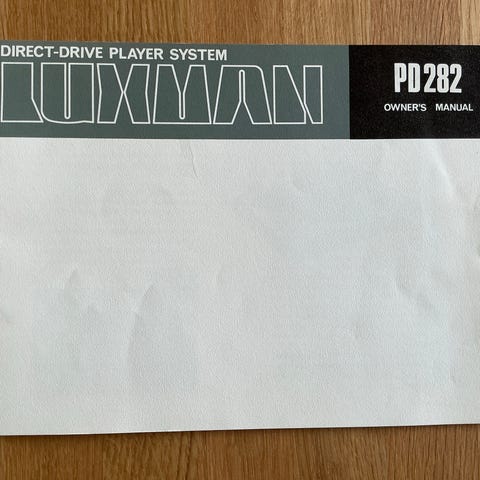 DIRECT-DRIVE PLAYER SYSTEM
LUXMAN
PD282
OWNER'S MANUAL